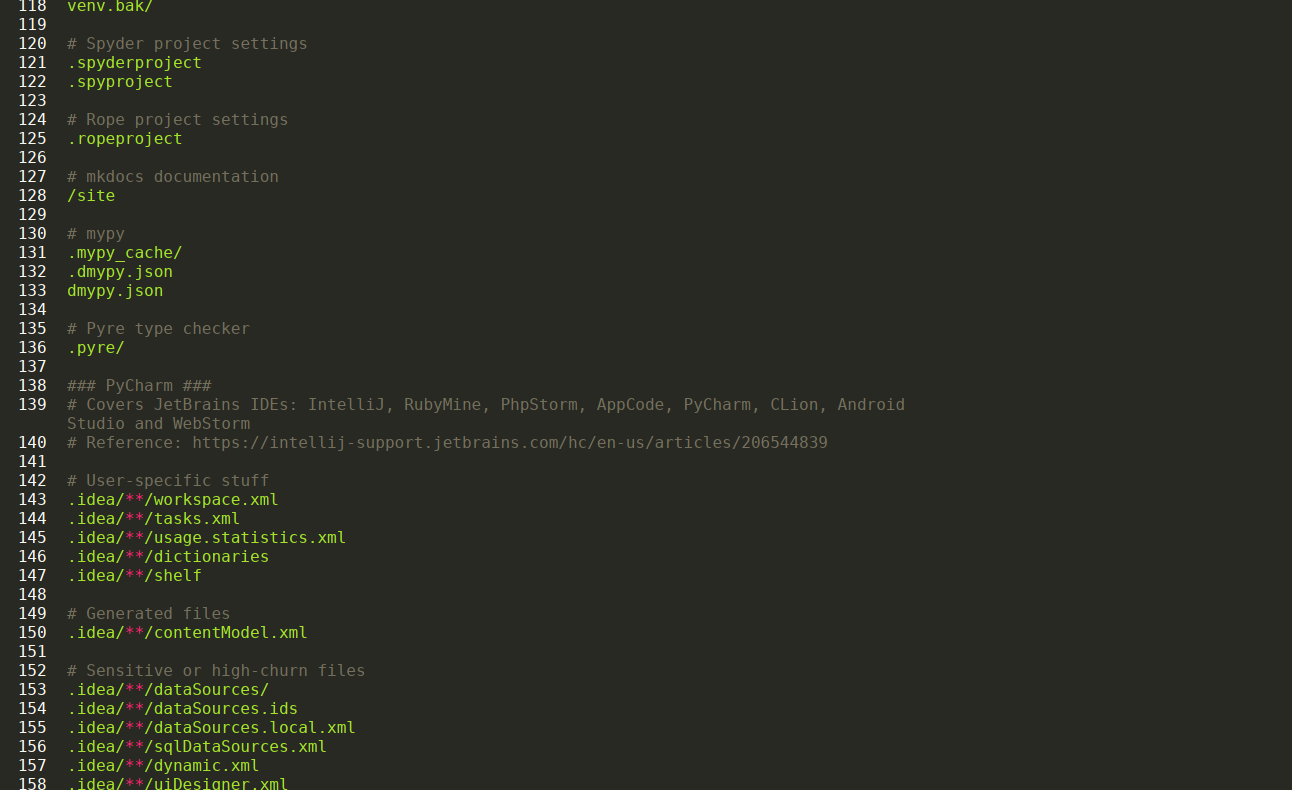 118 venv.bak/
119
120 # Spyder project settings
121 .spyderproject
122 .spyproject
123
124 # Rope project settings
125 .ropeproject
126
127 # mkdocs documentation
128 /site
129
130 # mypy
131 .mypy_cache/
132 .dmypy.json
133 dmypy.json
134
135 # Pyre type checker
136 .pyre/
137
138 ### PyCharm ###
139 # Covers JetBrains IDEs: IntelliJ, RubyMine, PhpStorm, AppCode, PyCharm, CLion, Android
Studio and WebStorm
140 # Reference: https://intellij-support.jetbrains.com/hc/en-us/articles/206544839
141
142 # User-specific stuff
143 .idea/**/workspace.xml
144 .idea/**/tasks.xml
145 .idea/**/usage.statistics.xml
146 .idea/**/dictionaries
147 .idea/**/shelf
148
149 # Generated files
150 .idea/**/contentModel.xml
151
152 # Sensitive or high-churn files
153 .idea/**/dataSources/
154 .idea/**/dataSources.ids
155 .idea/**/dataSources.local.xml
156 .idea/**/sqlDataSources.xml
157 .idea/**/dynamic.xml
158 .idea/**/uiDesigner.xml